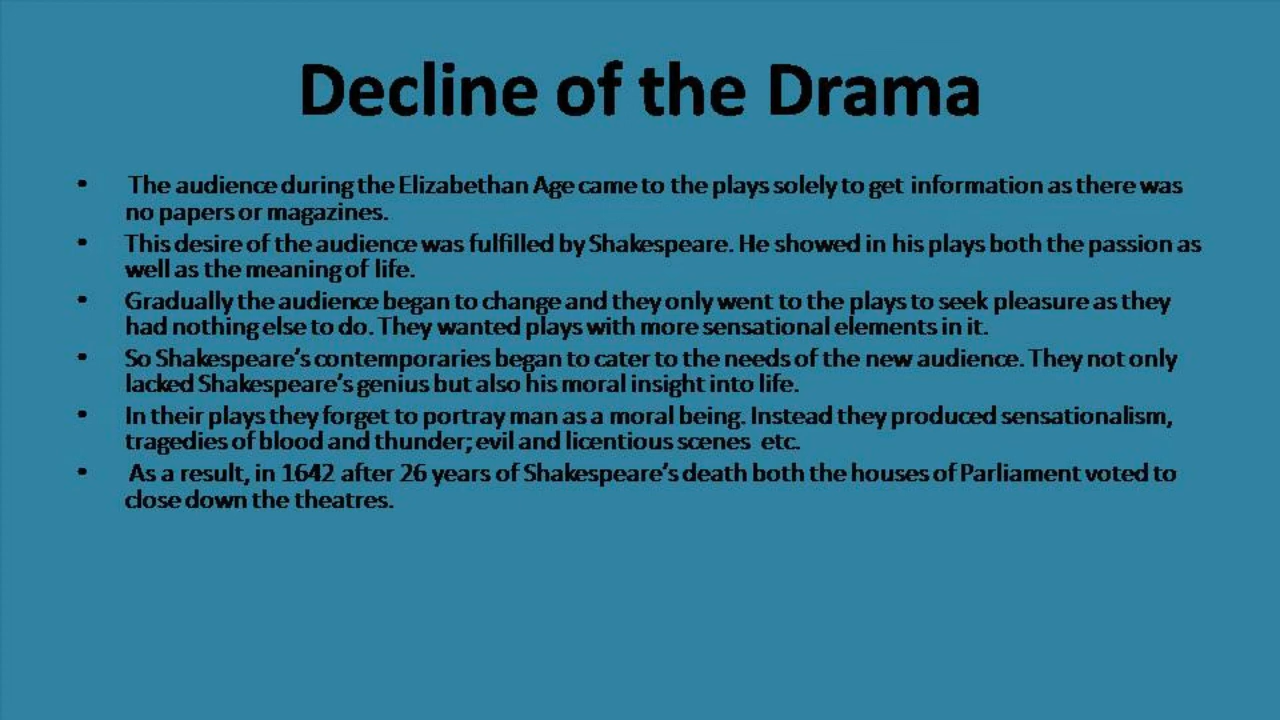 Decline of the Drama
• The audience during the Elizabethan Age came to the plays solely to get information as there was
no papers or magazines.
• This desire of the audience was fulfilled by Shakespeare. He showed in his plays both the passion as
well as the meaning of life.
• Gradually the audience began to change and they only went to the plays to seek pleasure as they
had nothing else to do. They wanted plays with more sensational elements in it.
• So Shakespeare's contemporaries began to cater to the needs of the new audience. They not only
lacked Shakespeare's genius but also his moral insight into life.
• In their plays they forget to portray man as a moral being. Instead they produced sensationalism,
tragedies of blood and thunder; evil and licentious scenes etc.
• As a result, in 1642 after 26 years of Shakespeare's death both the houses of Parliament voted to
close down the theatres.